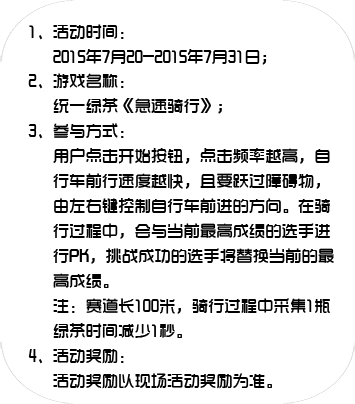 1、活动时间：
2015年7月20—2015年7月31日；
2、游戏名称：
统一绿茶《急速骑行》；
3、参与方式：
用户点击开始按钮，点击频率越高，自
行车前行速度越快，且要跃过障碍物，
由左右键控制自行车前进的方向。在骑
行过程中，会与当前最高成绩的选手进
行PK，挑战成功的选手将替换当前的最
高成绩。
注：赛道长100米，骑行过程中采集1瓶
绿茶时间减少1秒。
4、活动奖励：
活动奖励以现场活动奖励为准。